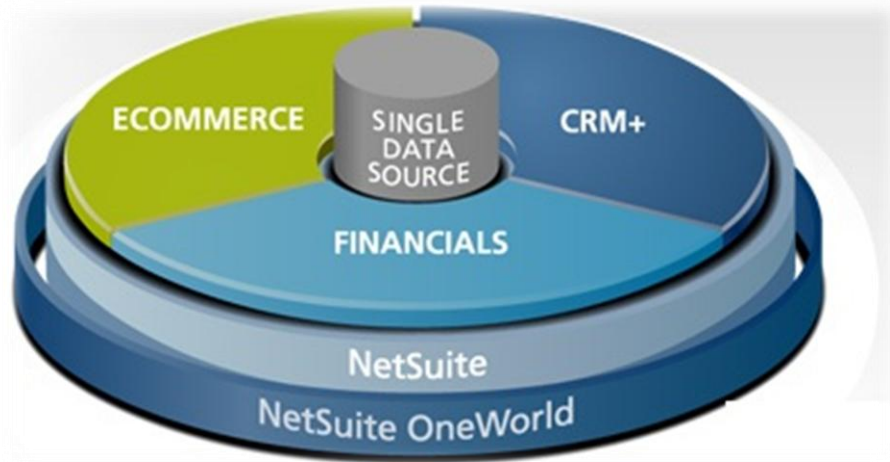 ECOMMERCE
SINGLE
DATA
SOURCE
CRM+
FINANCIALS
NetSuite
NetSuite OneWorld